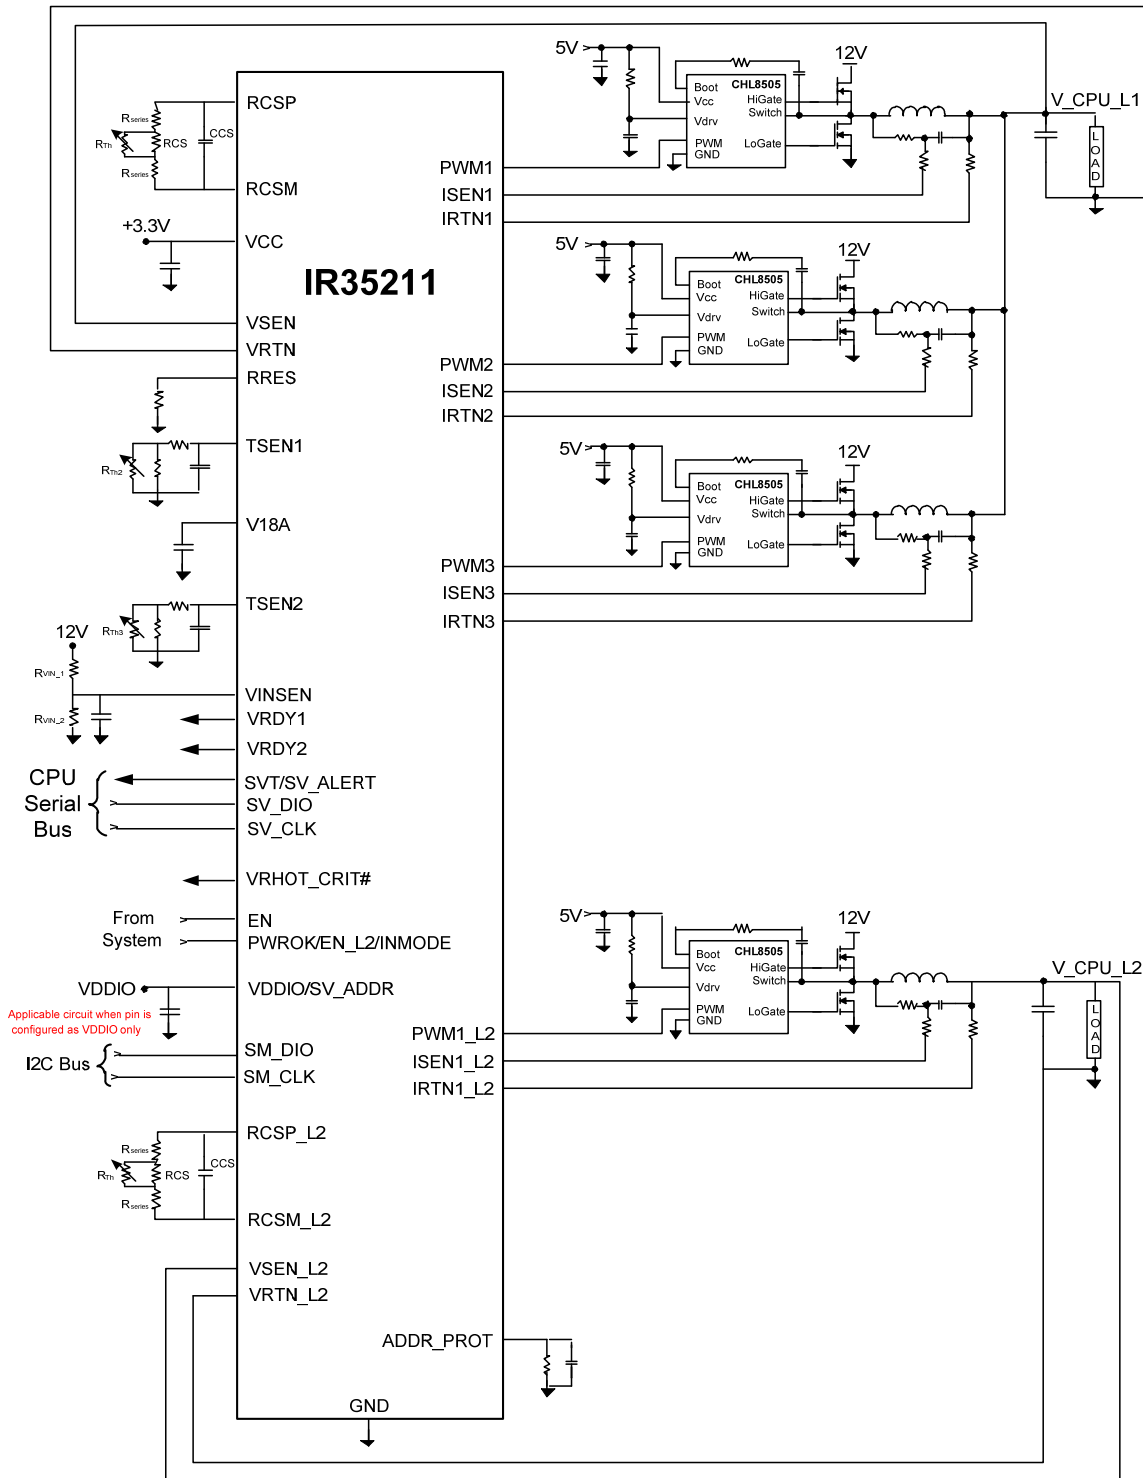 IR35211
RCSP
Rseries
RTh
RCS
CCS
Rseries
RCSM
+3.3V
VCC
VSEN
VRTN
RRES
TSEN1
RTh2
V18A
TSEN2
RTh3
12V
RVIN_1
VINSEN
RVIN_2
VRDY1
VRDY2
CPU
Serial
Bus
SVT/SV_ALERT
SV_DIO
SV_CLK
VRHOT_CRIT#
From
System
EN
PWROK/EN_L2/INMODE
VDDIO
VDDIO/SV_ADDR
Applicable circuit when pin is
configured as VDDIO only
I2C Bus
SM_DIO
SM_CLK
RCSP_L2
Rseries
RTh
RCS
CCS
Rseries
RCSM_L2
VSEN_L2
VRTN_L2
ADDR_PROT
GND
PWM1
ISEN1
IRTN1
5V
Boot
CHL8505
Vcc
HiGate
Switch
Vdrv
PWM
LoGate
GND
12V
V_CPU_L1
LOAD
PWM2
ISEN2
IRTN2
5V
Boot
CHL8505
Vcc
HiGate
Switch
Vdrv
PWM
LoGate
GND
12V
PWM3
ISEN3
IRTN3
5V
Boot
CHL8505
Vcc
HiGate
Switch
Vdrv
PWM
LoGate
GND
12V
PWM1_L2
ISEN1_L2
IRTN1_L2
5V
Boot
CHL8505
Vcc
HiGate
Switch
Vdrv
PWM
LoGate
GND
12V
V_CPU_L2
LOAD